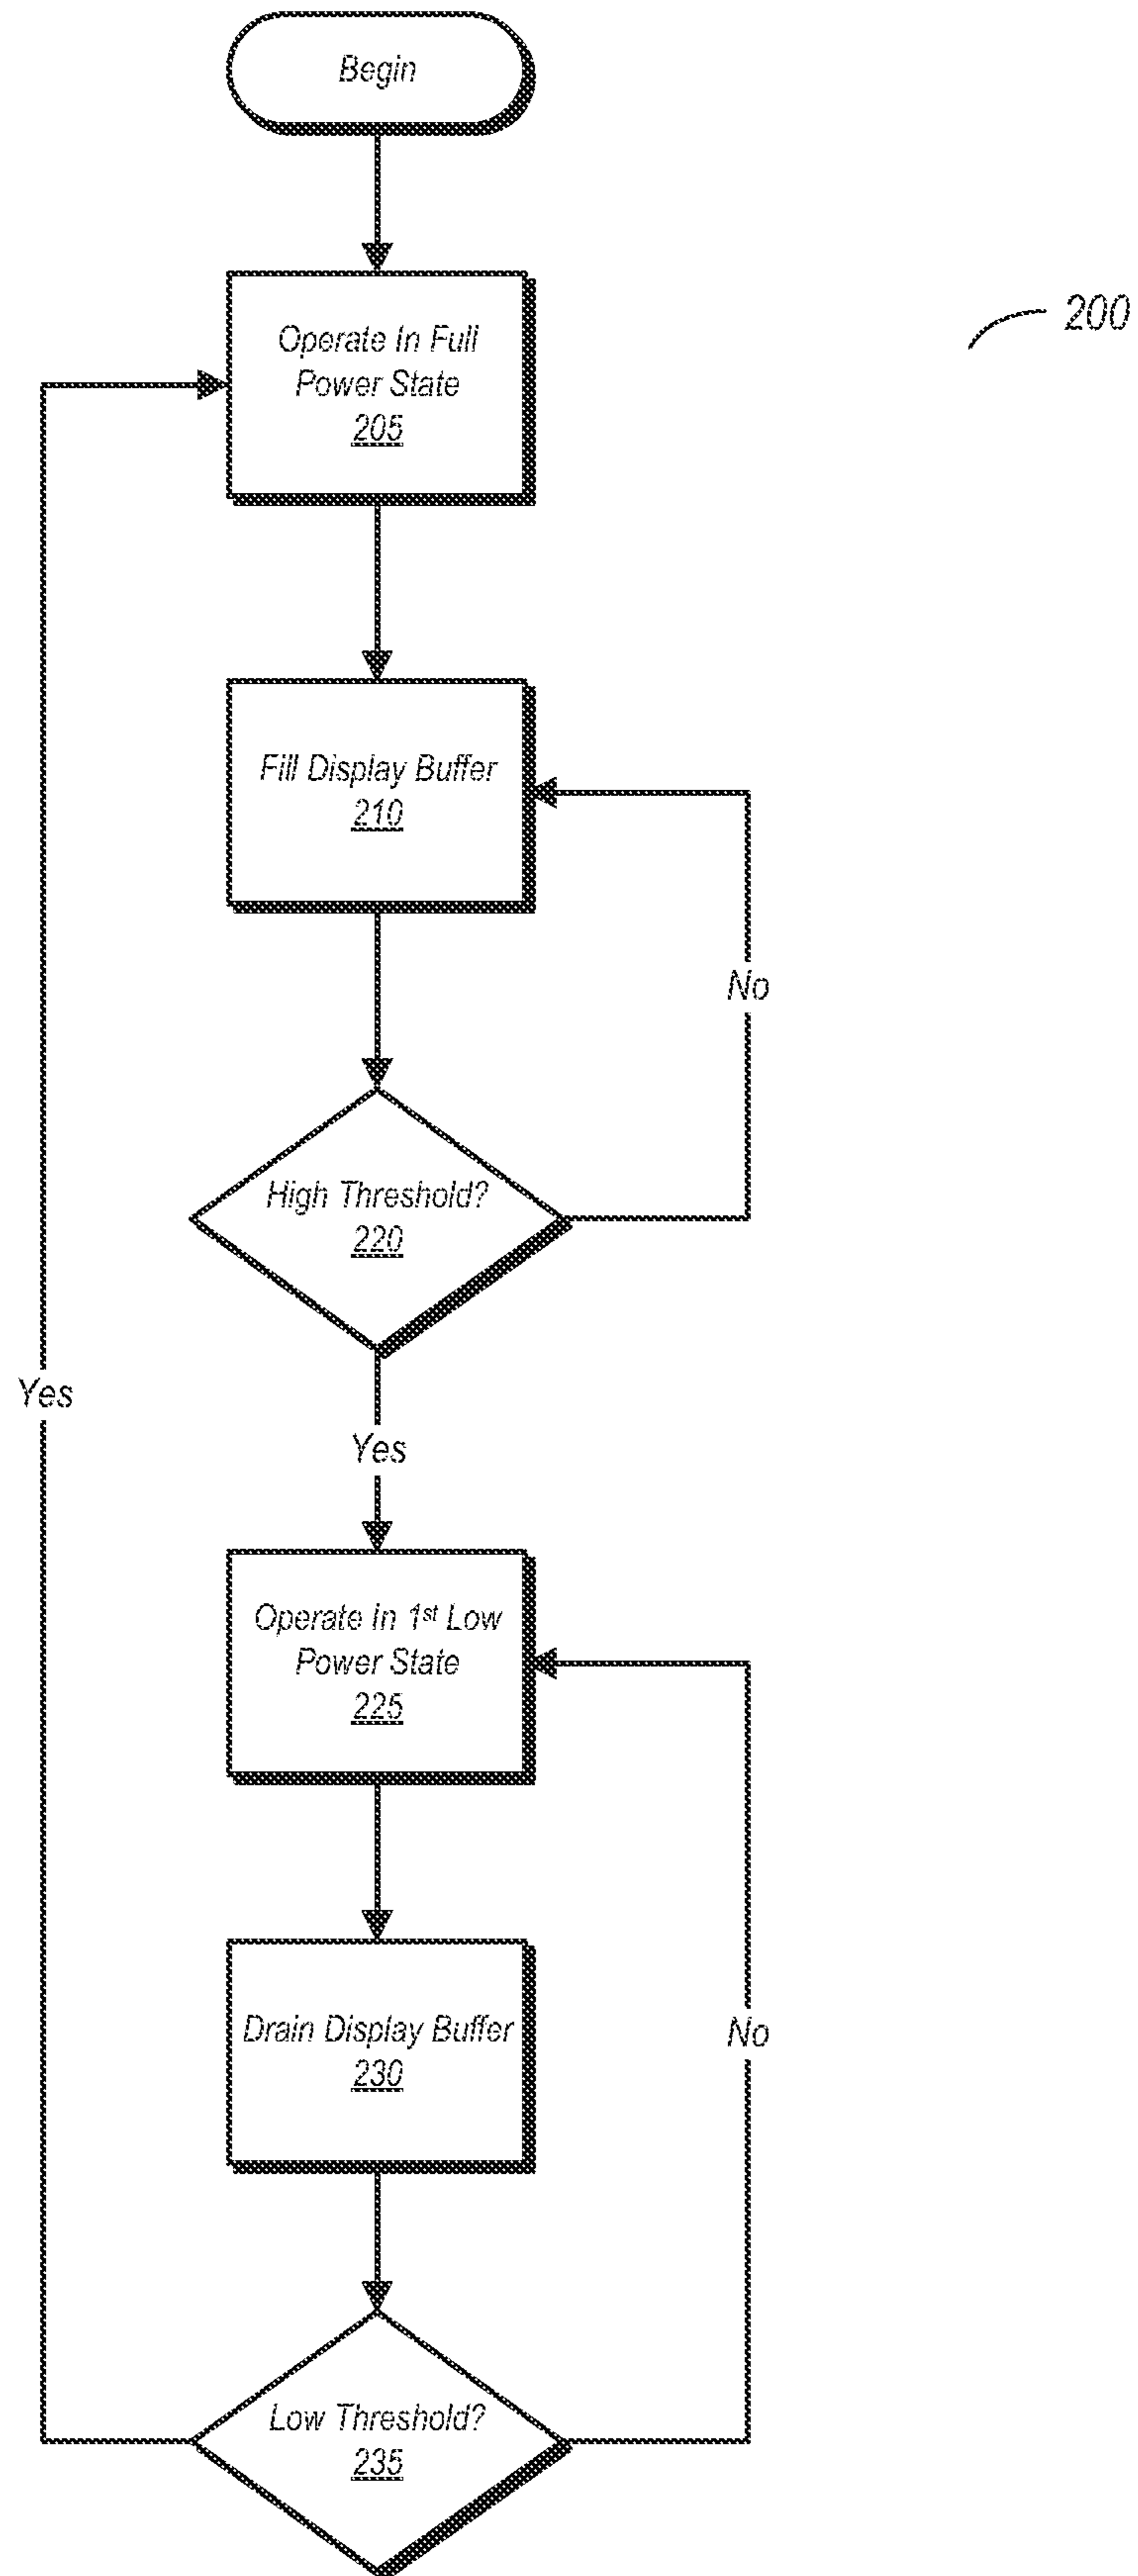 Begin
200
Operate In Full
Power State
205
Fill Display Buffer
210
No
High Threshold?
220
Yes
Yes
Operate in 1st Low
Power State
225
Drain Display Buffer
230
No
Low Threshold?
235